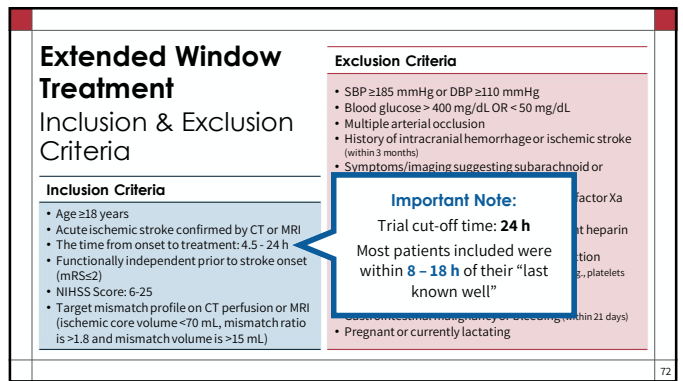 Extended Window
Treatment
Inclusion & Exclusion
Criteria
Inclusion Criteria
• Age ≥18 years
• Acute ischemic stroke confirmed by CT or MRI
• The time from onset to treatment: 4.5 - 24 h
• Functionally independent prior to stroke onset
(mRS≤2)
• NIHSS Score: 6-25
• Target mismatch profile on CT perfusion or MRI
(ischemic core volume <70 mL, mismatch ratio
is >1.8 and mismatch volume is >15 mL)
Exclusion Criteria
• SBP ≥185 mmHg or DBP ≥110 mmHg
• Blood glucose > 400 mg/dL OR < 50 mg/dL
• Multiple arterial occlusion
• History of intracranial hemorrhage or ischemic stroke
(within 3 months)
• Symptoms/imaging suggesting subarachnoid or
factor Xa
heparin
platelets
21 days)
• Pregnant or currently lactating
Important Note:
Trial cut-off time: 24 h
Most patients included were
within 8 – 18 h of their “last
known well”
72